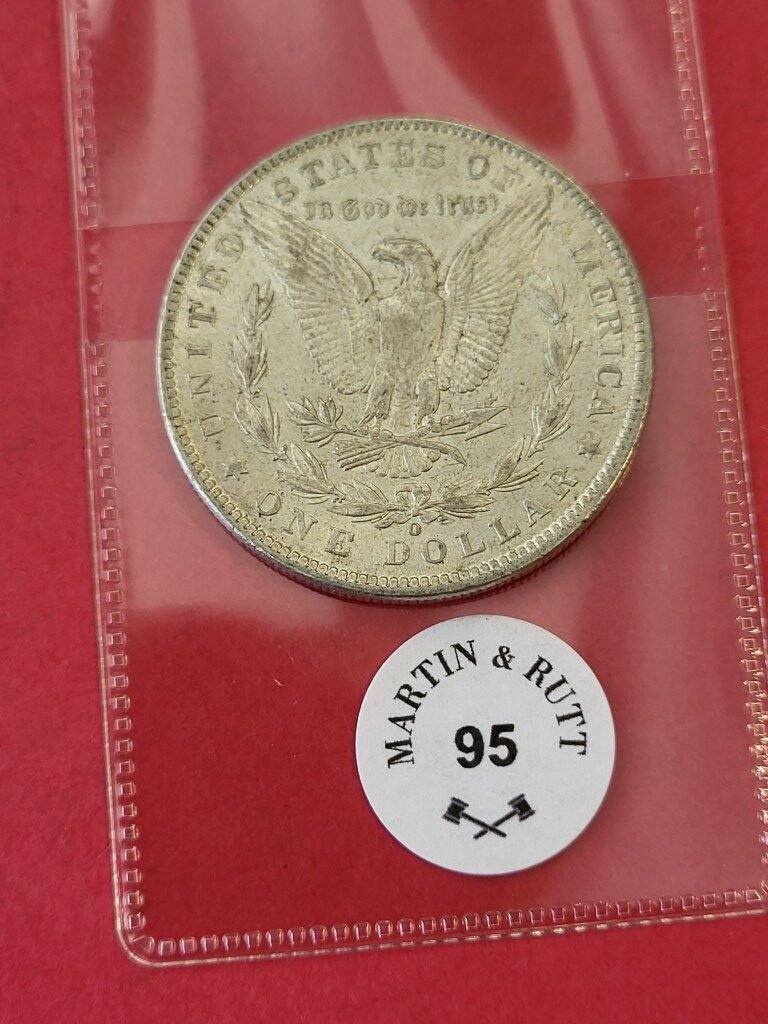 UNITED STATES OF AMERICA
In God we trust
ONE DOLLAR
O
MARTIN & RUTT
95